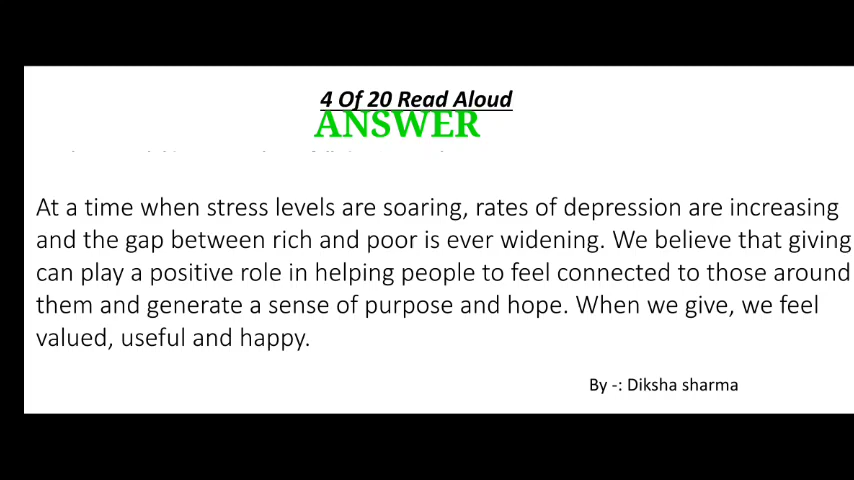 4 Of 20 Read Aloud
ANSWER
At a time when stress levels are soaring, rates of depression are increasing
and the gap between rich and poor is ever widening. We believe that giving
can play a positive role in helping people to feel connected to those around
them and generate a sense of purpose and hope. When we give, we feel
valued, useful and happy.
By -: Diksha sharma